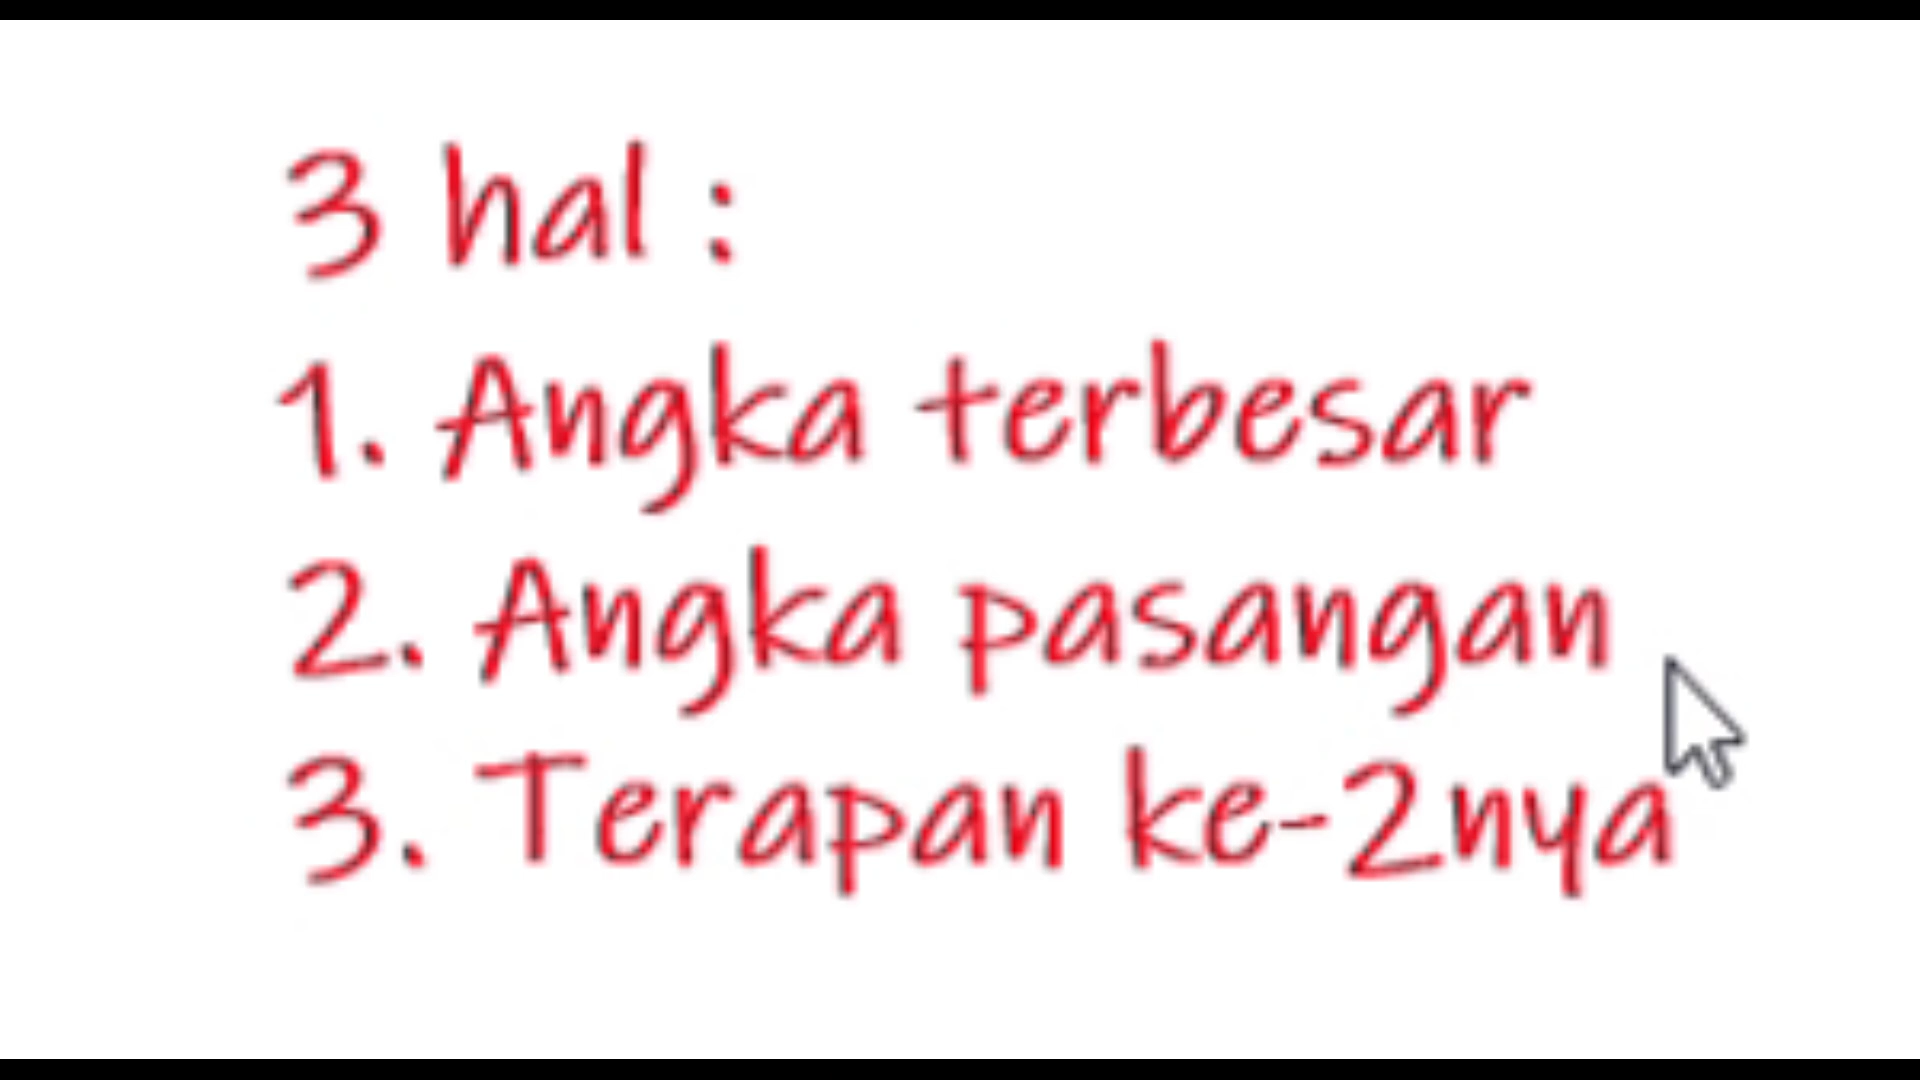 3 hal :
1. Angka terbesar
2. Angka pasangan
3. Terapan ke-2nya